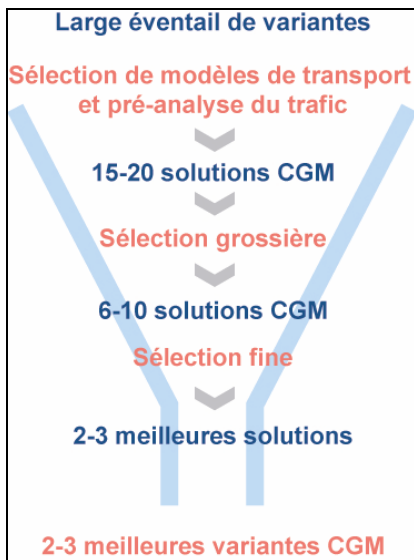 Large éventail de variantes
Sélection de modèles de transport
et pré-analyse du trafic
15-20 solutions CGM
Sélection grossière
6-10 solutions CGM
Sélection fine
2-3 meilleures solutions
2-3 meilleures variantes CGM